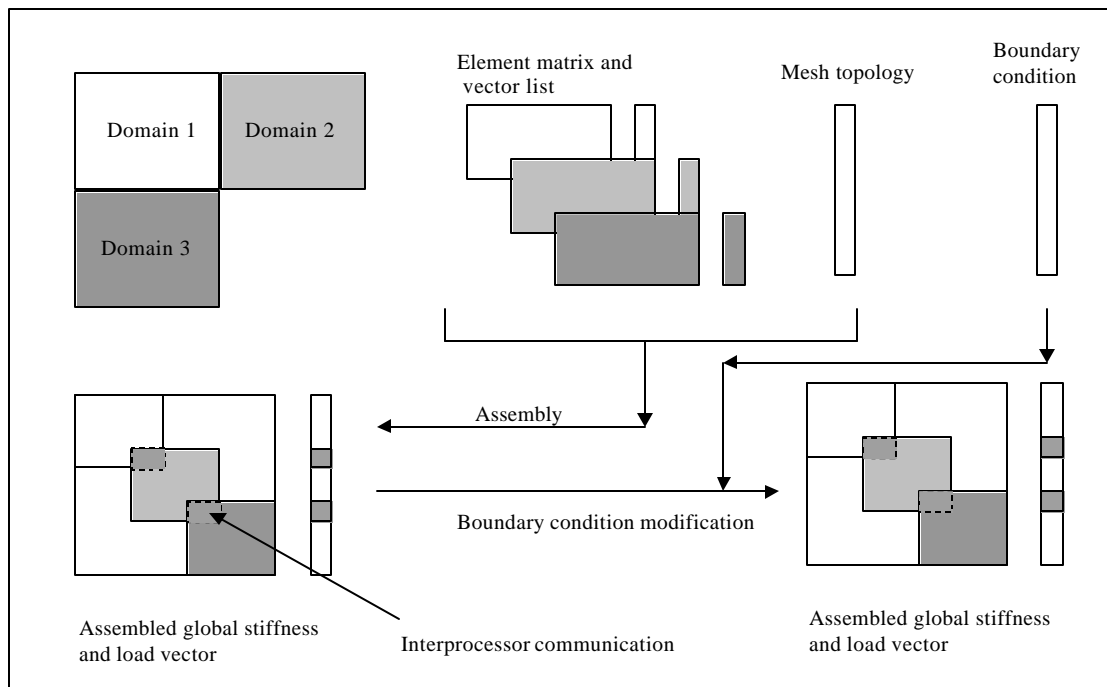 Element matrix and
vector list
Mesh topology
Boundary
condition
Domain 1
Domain 2
Domain 3
Assembly
Boundary condition modification
Assembled global stiffness
and load vector
Interprocessor communication
Assembled global stiffness
and load vector